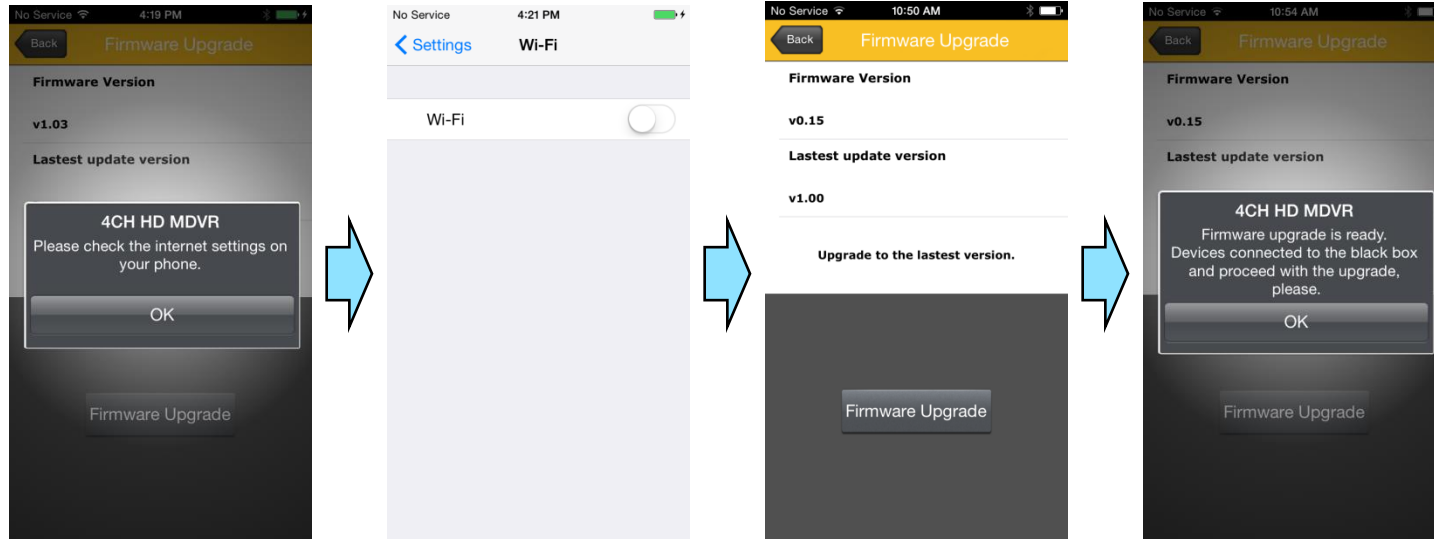 No Service 4:19 PM
Back Firmware Upgrade
Firmware Version
v1.03
Lastest update version
4CH HD MDVR
Please check the internet settings on
your phone.
OK
Firmware Upgrade
No Service 4:21 PM
Settings Wi-Fi
Wi-Fi
No Service 10:50 AM
Back Firmware Upgrade
Firmware Version
v0.15
Lastest update version
v1.00
Upgrade to the lastest version.
Firmware Upgrade
No Service 10:54 AM
Back Firmware Upgrade
Firmware Version
v0.15
Lastest update version
4CH HD MDVR
Firmware upgrade is ready.
Devices connected to the black box
and proceed with the upgrade,
please.
OK
Firmware Upgrade